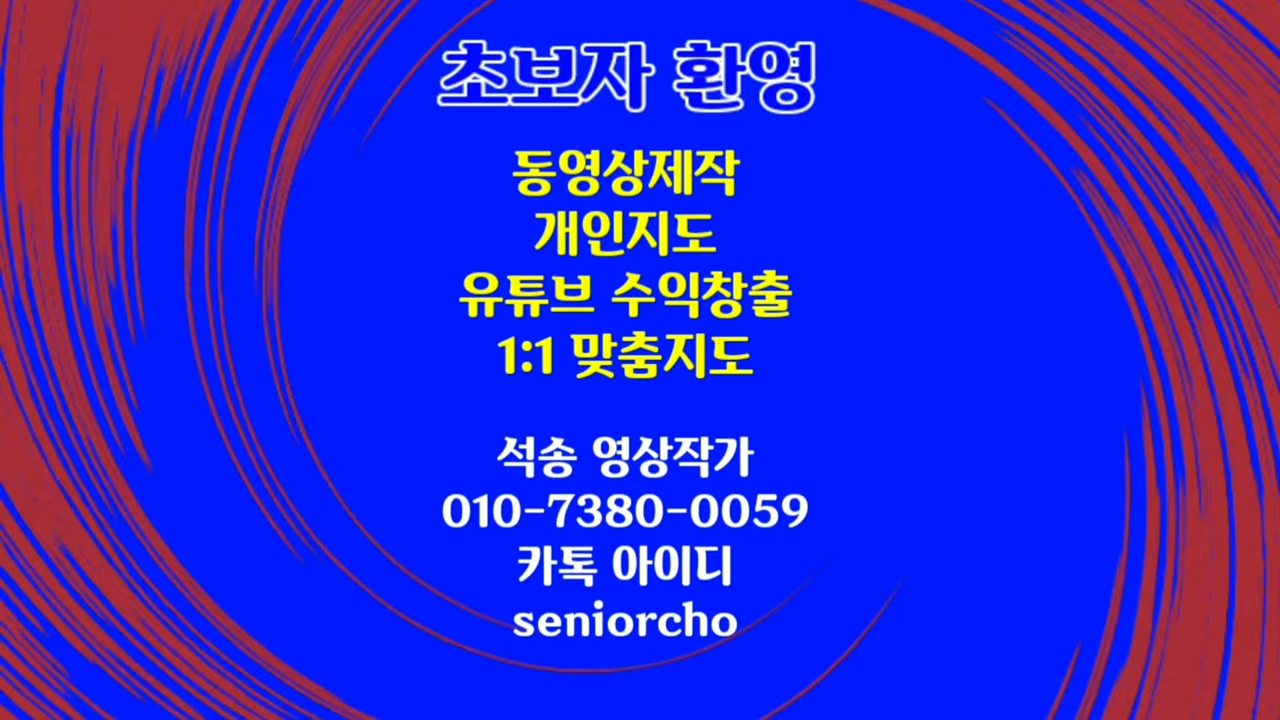 초보자 환영
동영상제작
개인지도
유튜브 수익창출
1:1 맞춤지도
석송 영상작가
010-7380-0059
카톡 아이디
seniorcho